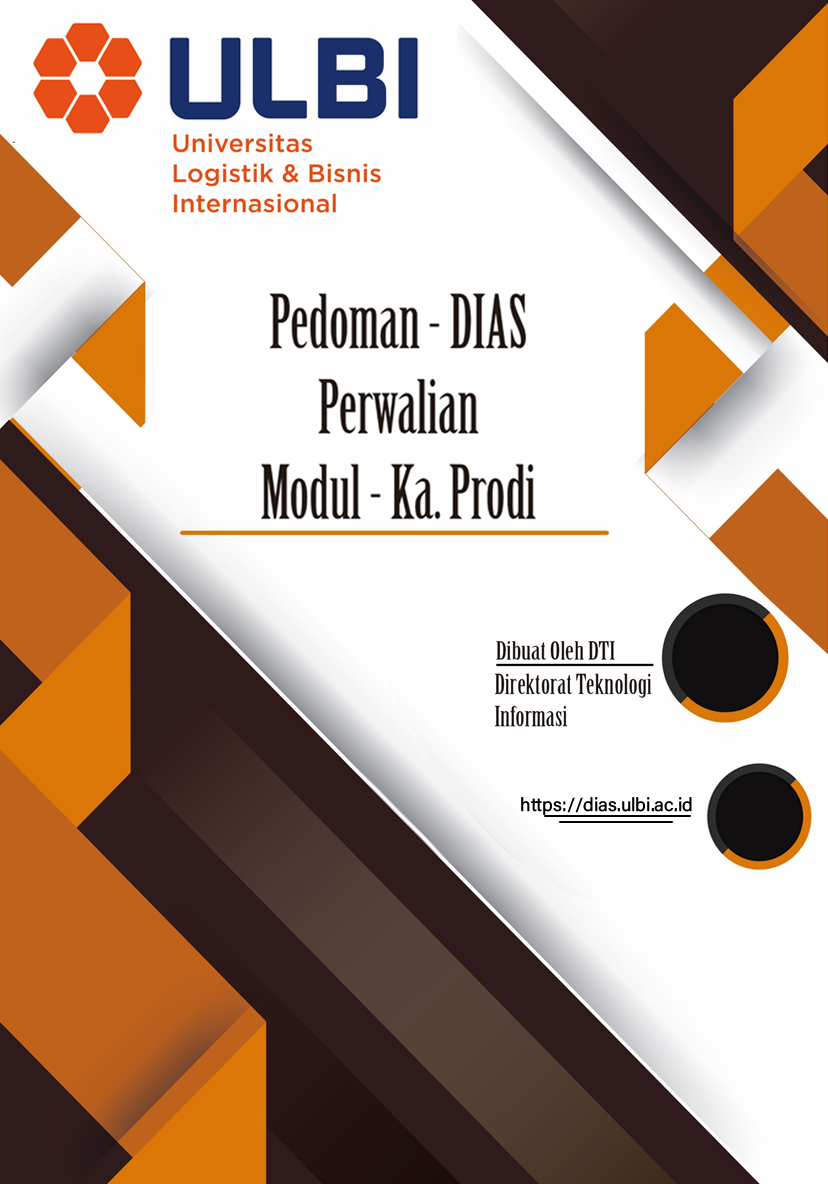 ULBI
Universitas
Logistik & Bisnis
Internasional
Pedoman - DIAS
Perwalian
Modul - Ka. Prodi
Dibuat Oleh DTI
Direktorat Teknologi
Informasi
https://dias.ulbi.ac.id